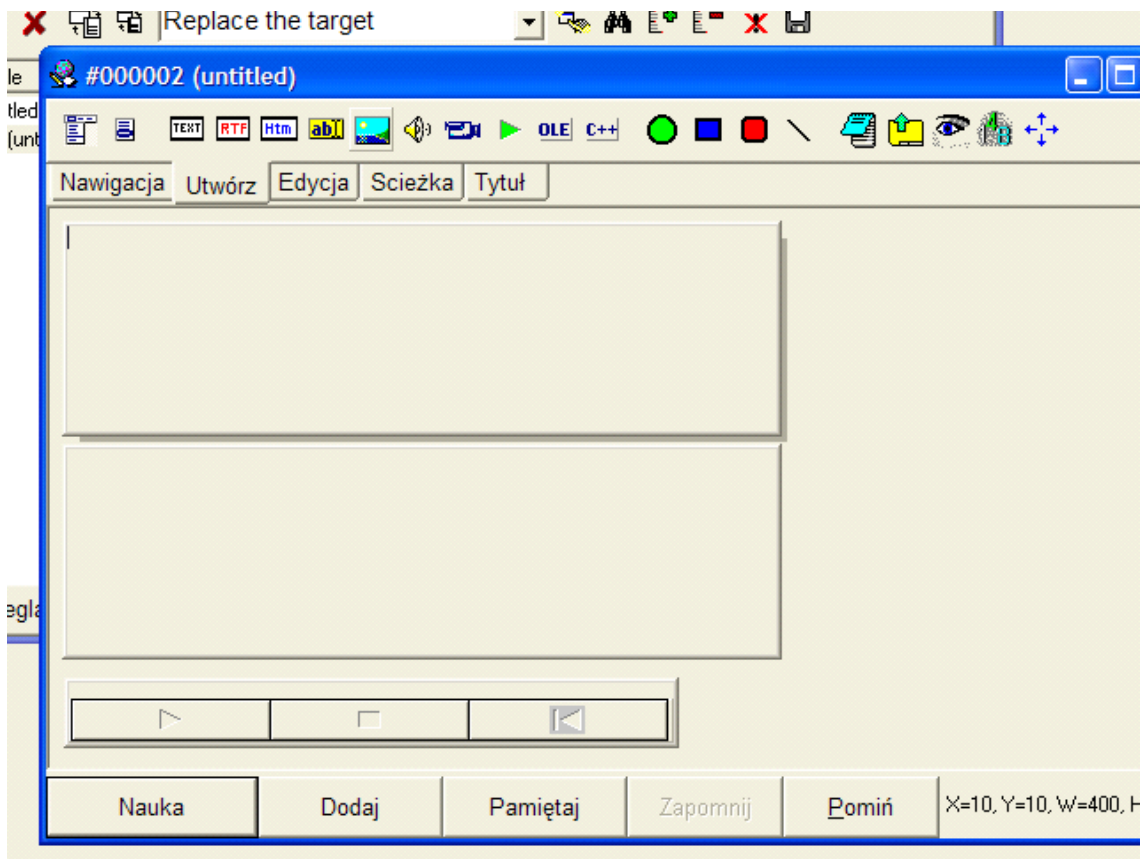 Replace the target
le
#000002 (untitled)
tled
(unt
TEXT RTF Htm ab OLE C++
Nawigacja Utwórz Edycja Scieżka Tytuł
egla
Nauka Dodaj Pamiętaj Zapomnij Pomiń X=10, Y=10, W=400, H